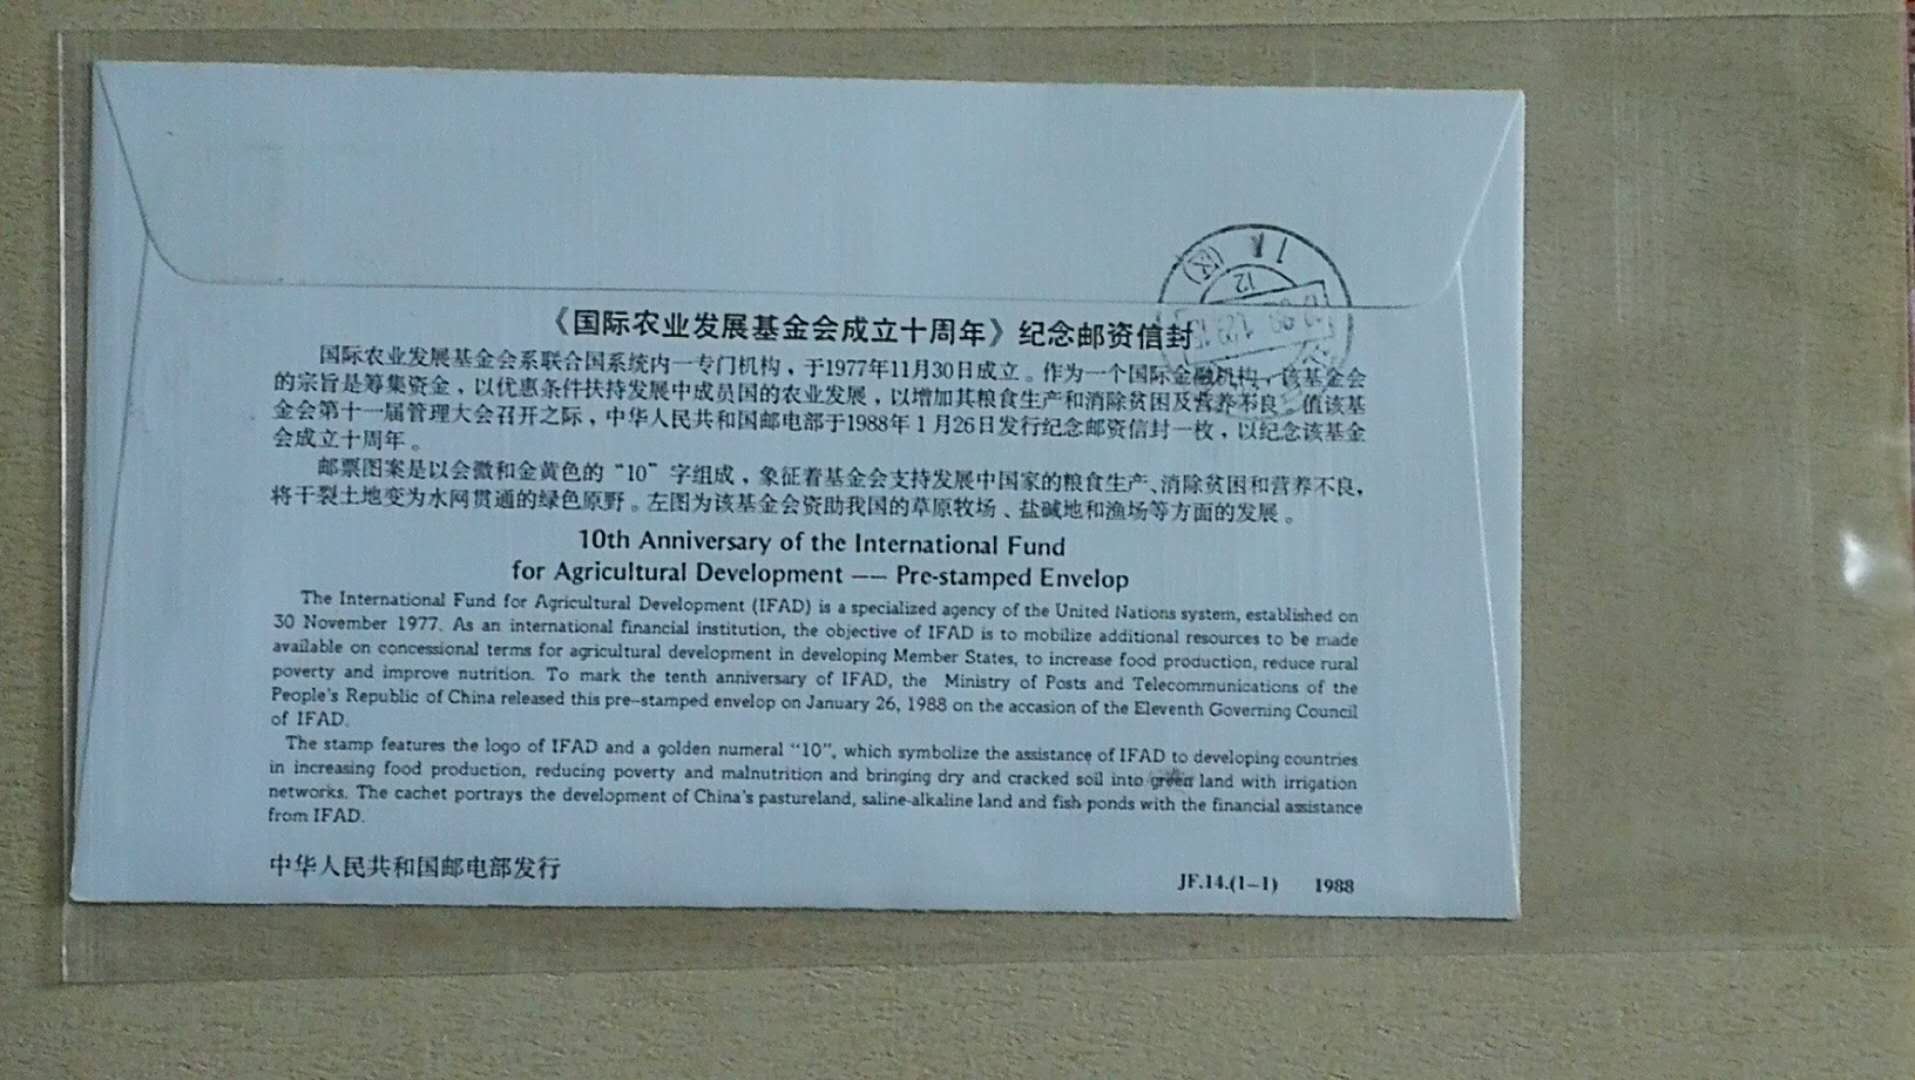 《国际农业发展基金会成立十周年》纪念邮资信封
国际农业发展基金会系联合国系统内一专门机构，于1977年11月30日成立。作为一个国际金融机构，该基金会
的宗旨是筹集资金，以优惠条件扶持发展中成员国的农业发展，以增加其粮食生产和消除贫困及营养不良。值该基
金会第十一届管理大会召开之际，中华人民共和国邮电部于1988年1月26日发行纪念邮资信封一枚，以纪念该基金
会成立十周年。
邮票图案是以会徽和金黄色的“10”字组成，象征着基金会支持发展中国家的粮食生产、消除贫困和营养不良，
将干裂土地变为水网贯通的绿色原野。左图为该基金会资助我国的草原牧场、盐碱地和渔场等方面的发展。
10th Anniversary of the International Fund
for Agricultural Development —— Pre-stamped Envelop
The International Fund for Agricultural Development (IFAD) is a specialized agency of the United Nations system, established on
30 November 1977. As an international financial institution, the objective of IFAD is to mobilize additional resources to be made
available on concessional terms for agricultural development in developing Member States, to increase food production, reduce rural
poverty and improve nutrition. To mark the tenth anniversary of IFAD, the Ministry of Posts and Telecommunications of the
People's Republic of China released this pre-stamped envelop on January 26, 1988 on the accasion of the Eleventh Governing Council
of IFAD.
The stamp features the logo of IFAD and a golden numeral "10", which symbolize the assistance of IFAD to developing countries
in increasing food production, reducing poverty and malnutrition and bringing dry and cracked soil into green land with irrigation
networks. The cachet portrays the development of China's pastureland, saline-alkaline land and fish ponds with the financial assistance
from IFAD.
中华人民共和国邮电部发行
JF.14.(1-1) 1988